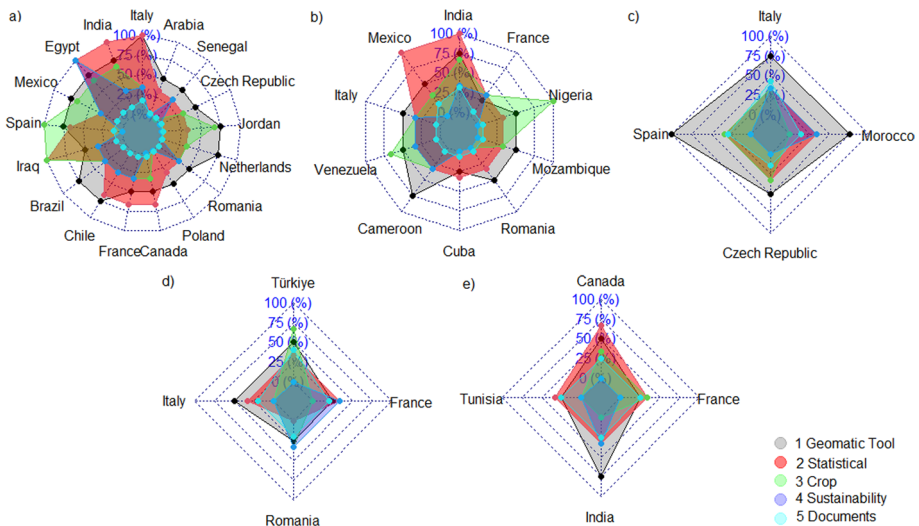 a)
Italy
India
Arabia
Egypt
Senegal
Mexico
Czech Republic
Spain
Jordan
Iraq
Netherlands
Brazil
Romania
Chile
Poland
France
Canada
100 (%)
75 (%)
50 (%)
25 (%)
b)
India
Mexico
France
Italy
Nigeria
Venezuela
Mozambique
Cameroon
Romania
Cuba
100 (%)
75 (%)
50 (%)
25 (%)
0 (%)
c)
Italy
Spain
Morocco
Czech Republic
100 (%)
75 (%)
50 (%)
25 (%)
0 (%)
d)
Türkiye
100 (%)
75 (%)
50 (%)
25 (%)
0 (%)
Italy
France
Romania
e)
Canada
100 (%)
75 (%)
50 (%)
25 (%)
0 (%)
Tunisia
France
India
1 Geomatic Tool
2 Statistical
3 Crop
4 Sustainability
5 Documents